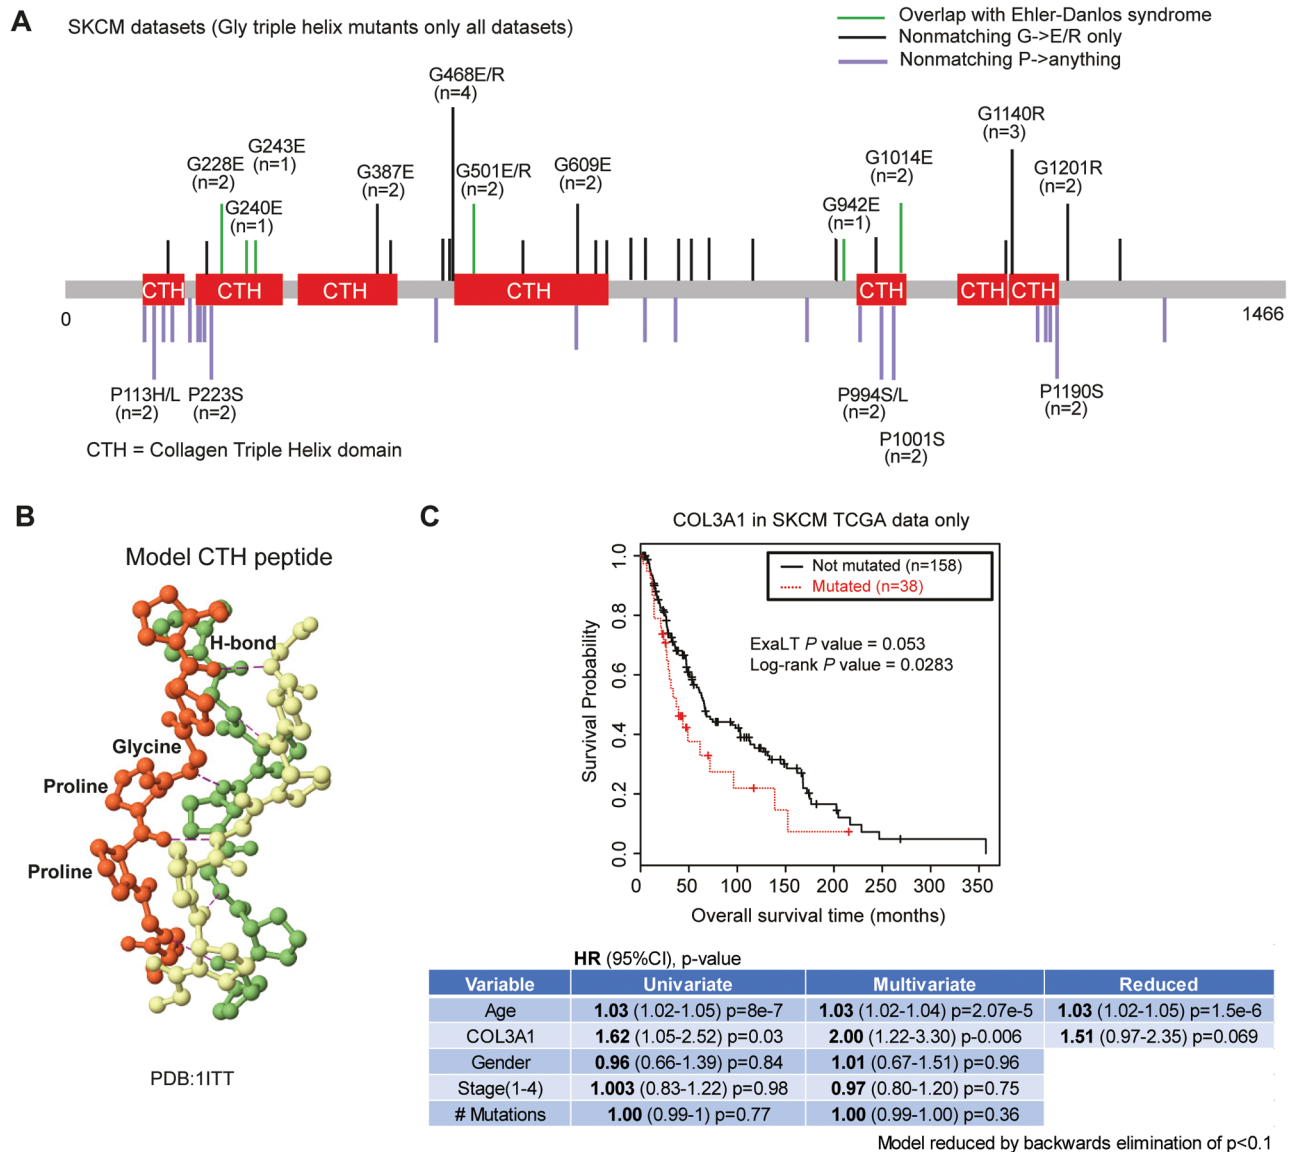 A
SKCM datasets (Gly triple helix mutants only all datasets)
Overlap with Ehler-Danlos syndrome
Nonmatching G->E/R only
Nonmatching P->anything
G468E/R
(n=4)
G243E
(n=1)
G228E
(n=2)
G240E
(n=1)
G387E
(n=2)
G501E/R
(n=2)
G609E
(n=2)
G942E
(n=1)
G1014E
(n=2)
G1140R
(n=3)
G1201R
(n=2)
CTH CTH CTH CTH CTH CTH CTH
0
1466
P113H/L
(n=2)
P223S
(n=2)
P994S/L
(n=2)
P1001S
(n=2)
P1190S
(n=2)
CTH = Collagen Triple Helix domain
B
Model CTH peptide
H-bond
Glycine
Proline
Proline
PDB:1ITT
C
COL3A1 in SKCM TCGA data only
Not mutated (n=158)
Mutated (n=38)
ExaLT P value = 0.053
Log-rank P value = 0.0283
Survival Probability
1.0
0.8
0.6
0.4
0.2
0.0
0 50 100 150 200 250 300 350
Overall survival time (months)
HR (95%CI), p-value
Variable Univariate Multivariate Reduced
Age 1.03 (1.02-1.05) p=8e-7 1.03 (1.02-1.04) p=2.07e-5 1.03 (1.02-1.05) p=1.5e-6
COL3A1 1.62 (1.05-2.52) p=0.03 2.00 (1.22-3.30) p-0.006 1.51 (0.97-2.35) p=0.069
Gender 0.96 (0.66-1.39) p=0.84 1.01 (0.67-1.51) p=0.96
Stage(1-4) 1.003 (0.83-1.22) p=0.98 0.97 (0.80-1.20) p=0.75
# Mutations 1.00 (0.99-1) p=0.77 1.00 (0.99-1.00) p=0.36
Model reduced by backwards elimination of p<0.1